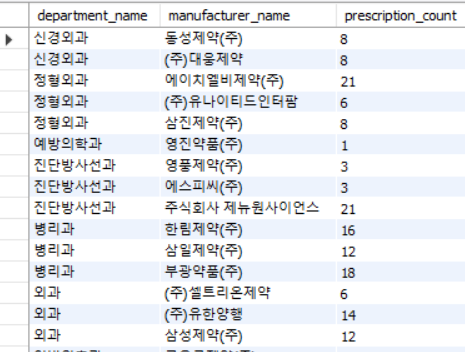 department_name manufacturer_name prescription_count
신경외과 동성제약(주) 8
신경외과 (주)대웅제약 8
정형외과 에이치엘비제약(주) 21
정형외과 (주)유나이티드인터팜 6
정형외과 삼진제약(주) 8
예방의학과 영진약품(주) 1
진단방사선과 영풍제약(주) 3
진단방사선과 에스피씨(주) 3
진단방사선과 주식회사 제뉴원사이언스 21
병리과 한림제약(주) 16
병리과 삼일제약(주) 12
병리과 부광약품(주) 18
외과 (주)셀트리온제약 6
외과 (주)유한양행 14
외과 삼성제약(주) 12